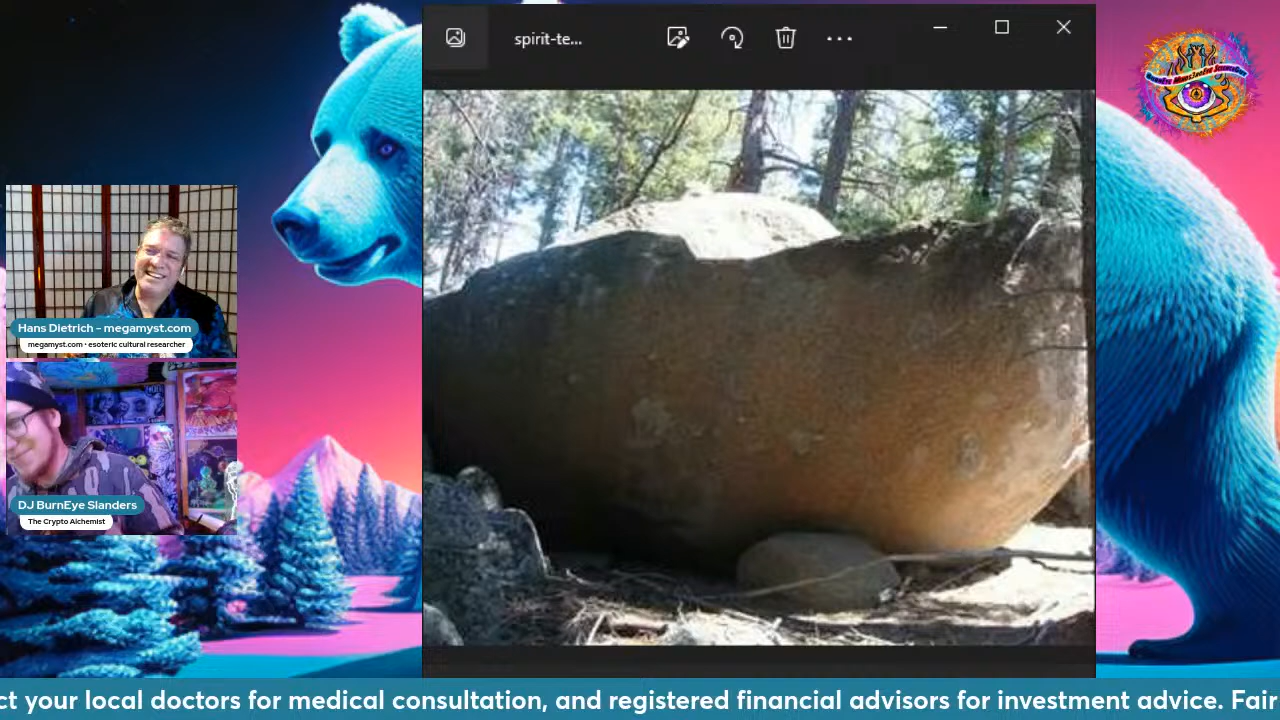 spirit-te...
Hans Dietrich - megamyst.com
megamyst.com • esoteric cultural researcher
DJ BurnEye Slanders
The Crypto Alchemist
ct your local doctors for medical consultation, and registered financial advisors for investment advice. Fair